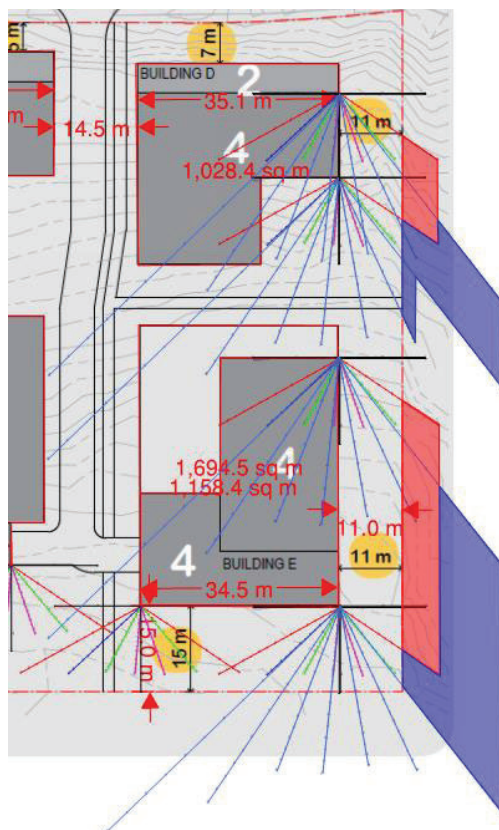 7 m
BUILDING D
2
35.1 m
m
14.5 m
11 m
4
1,028.4 sq m
4
1,694.5 sq m
1,158.4 sq m
11.0 m
4
BUILDING E
11 m
34.5 m
15.0 m
15 m